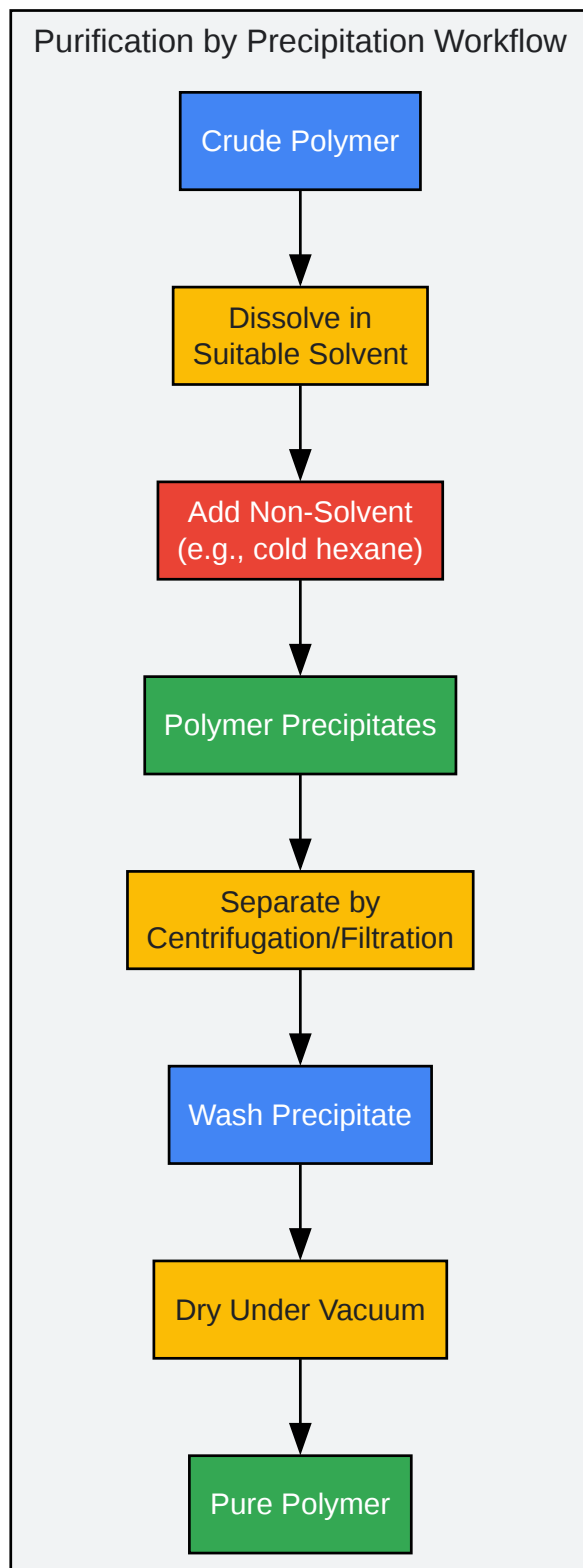 Purification by Precipitation Workflow
Crude Polymer
Dissolve in
Suitable Solvent
Add Non-Solvent
(e.g., cold hexane)
Polymer Precipitates
Separate by
Centrifugation/Filtration
Wash Precipitate
Dry Under Vacuum
Pure Polymer